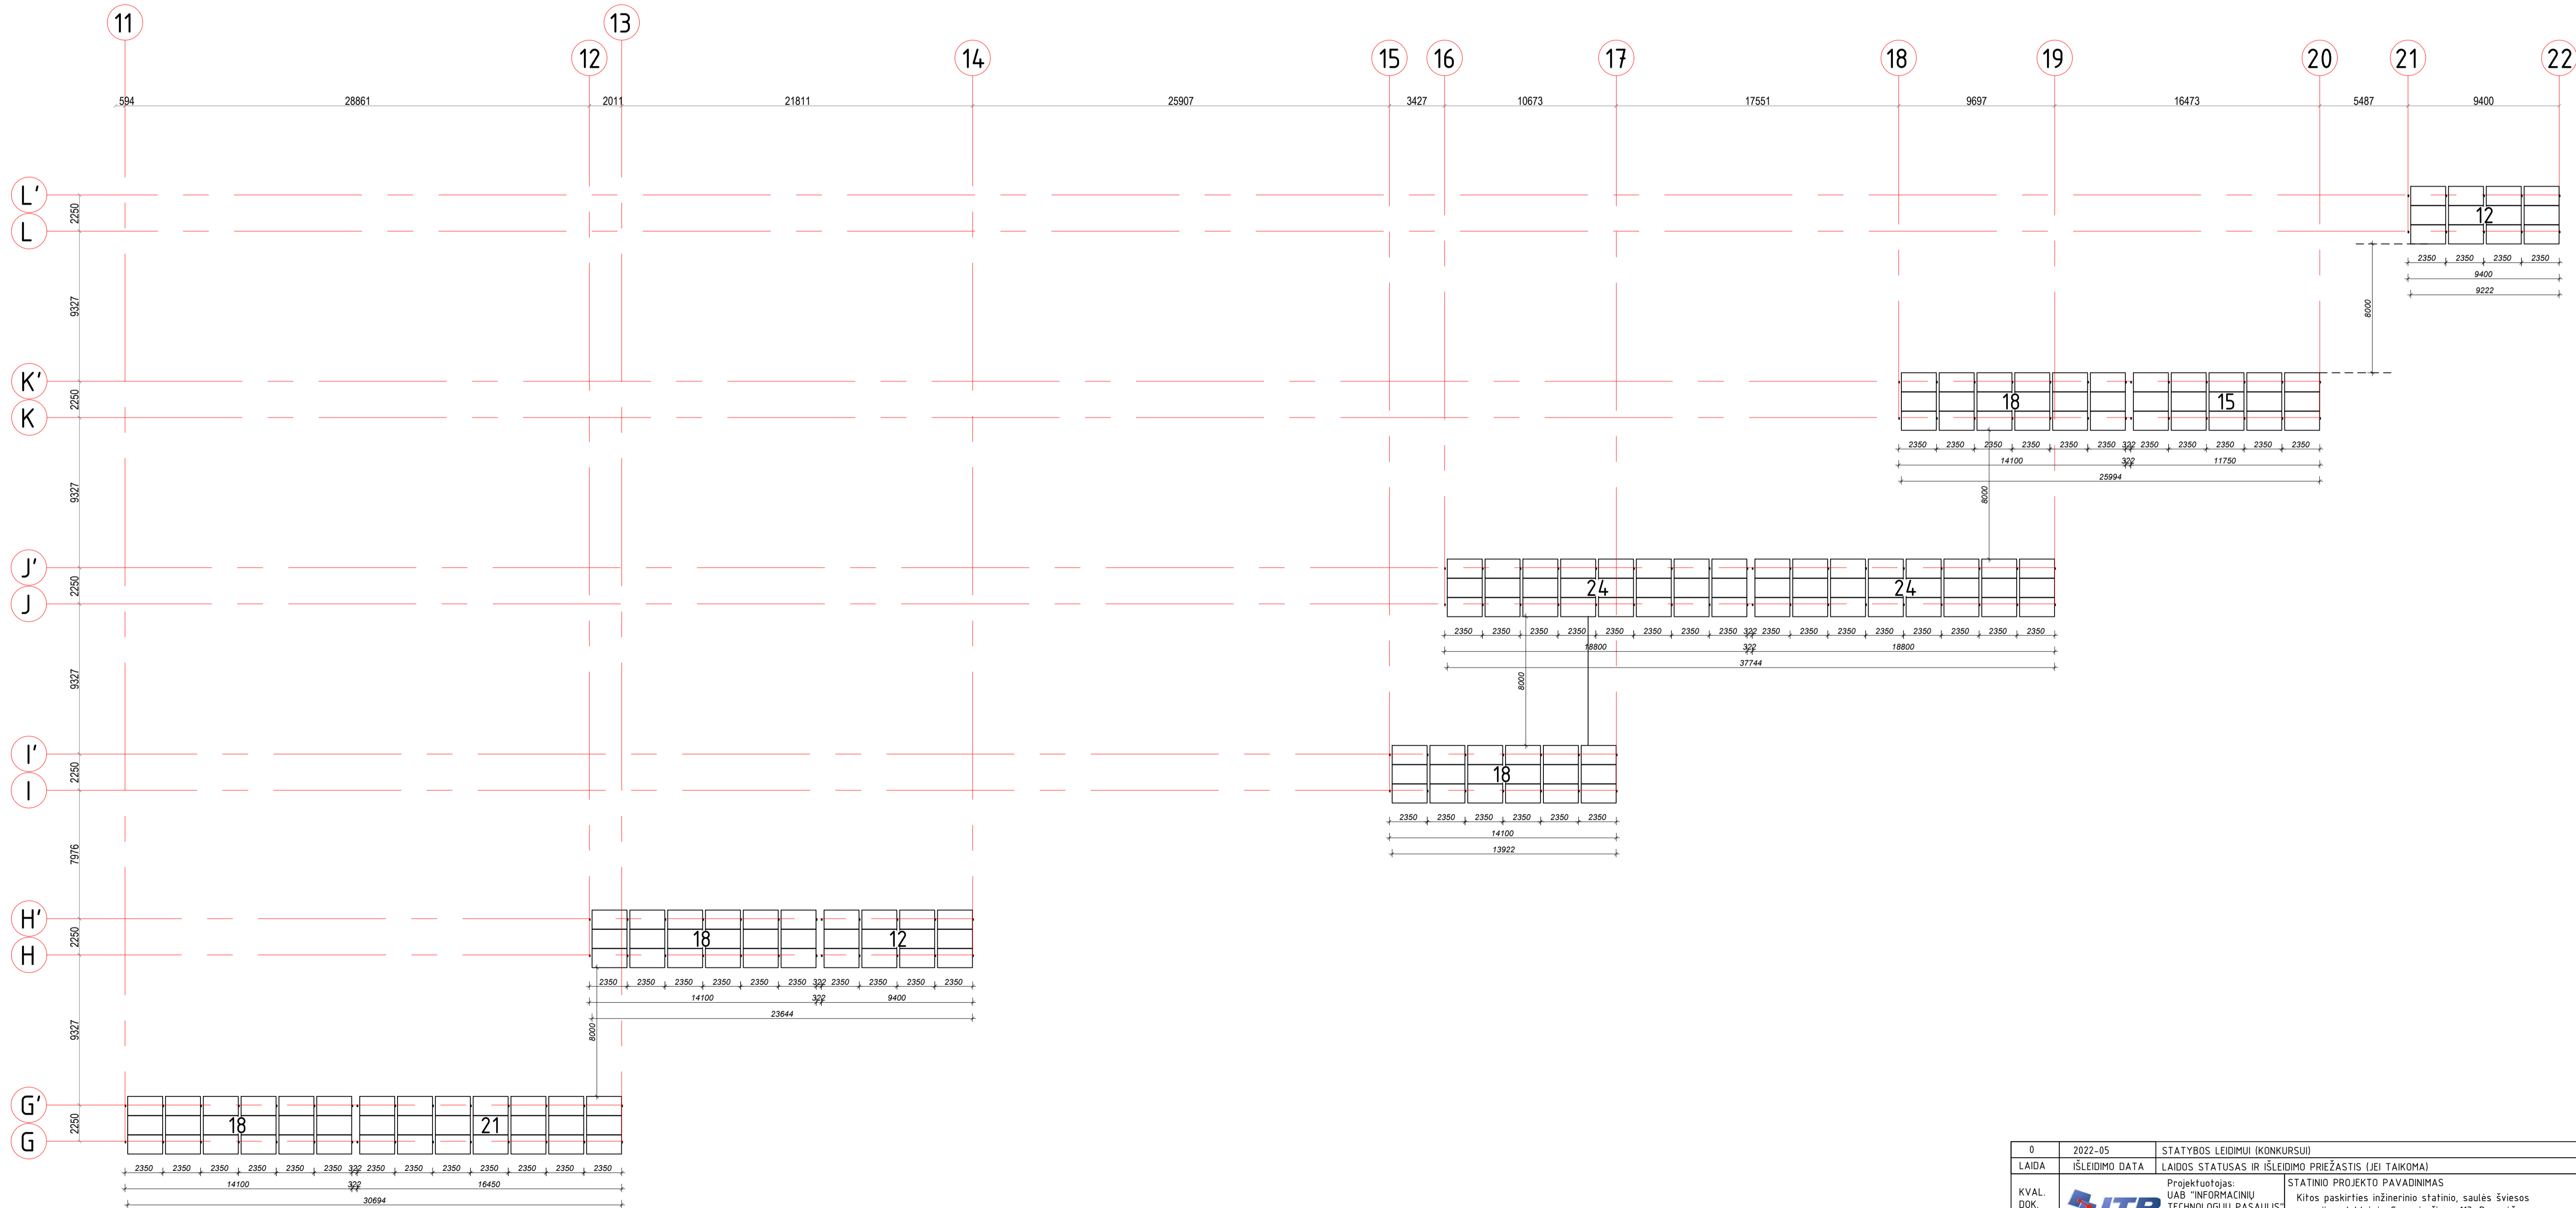 11 13
12 14 15 16 17 18 19 20 21 22
594 28861 2011 21811 25907 3427 10673 17551 9697 16473 5487 9400
L'
2250
L
12
2350 2350 2350 2350
9400
9222
9327
8000
K'
2250
K
18 15
2350 2350 2350 2350 2350 2350 322 2350 2350 2350 2350 2350
14100 322 11750
25994
9327
8000
J'
2250
J
24 24
2350 2350 2350 2350 2350 2350 2350 2350 322 2350 2350 2350 2350 2350 2350 2350 2350
18800 322 18800
37744
9327
8000
I'
2250
I
18
2350 2350 2350 2350 2350 2350
14100
13922
7976
H'
2250
H
18 12
2350 2350 2350 2350 2350 2350 322 2350 2350 2350 2350
14100 322 9400
23644
9327
8000
G'
2250
G
18 21
2350 2350 2350 2350 2350 2350 322 2350 2350 2350 2350 2350 2350 2350
14100 322 16450
30694
0 2022-05 STATYBOS LEIDIMUI (KONKURSUI)
LAIDA IŠLEIDIMO DATA LAIDOS STATUSAS IR IŠLEIDIMO PRIEŽASTIS (JEI TAIKOMA)
KVAL.
DOK.
ITP
Projektuotojas:
UAB "INFORMACINIŲ
TECHNOLOGIJŲ PASAULIS"
STATINIO PROJEKTO PAVADINIMAS
Kitos paskirties inžinerinio statinio, saulės šviesos